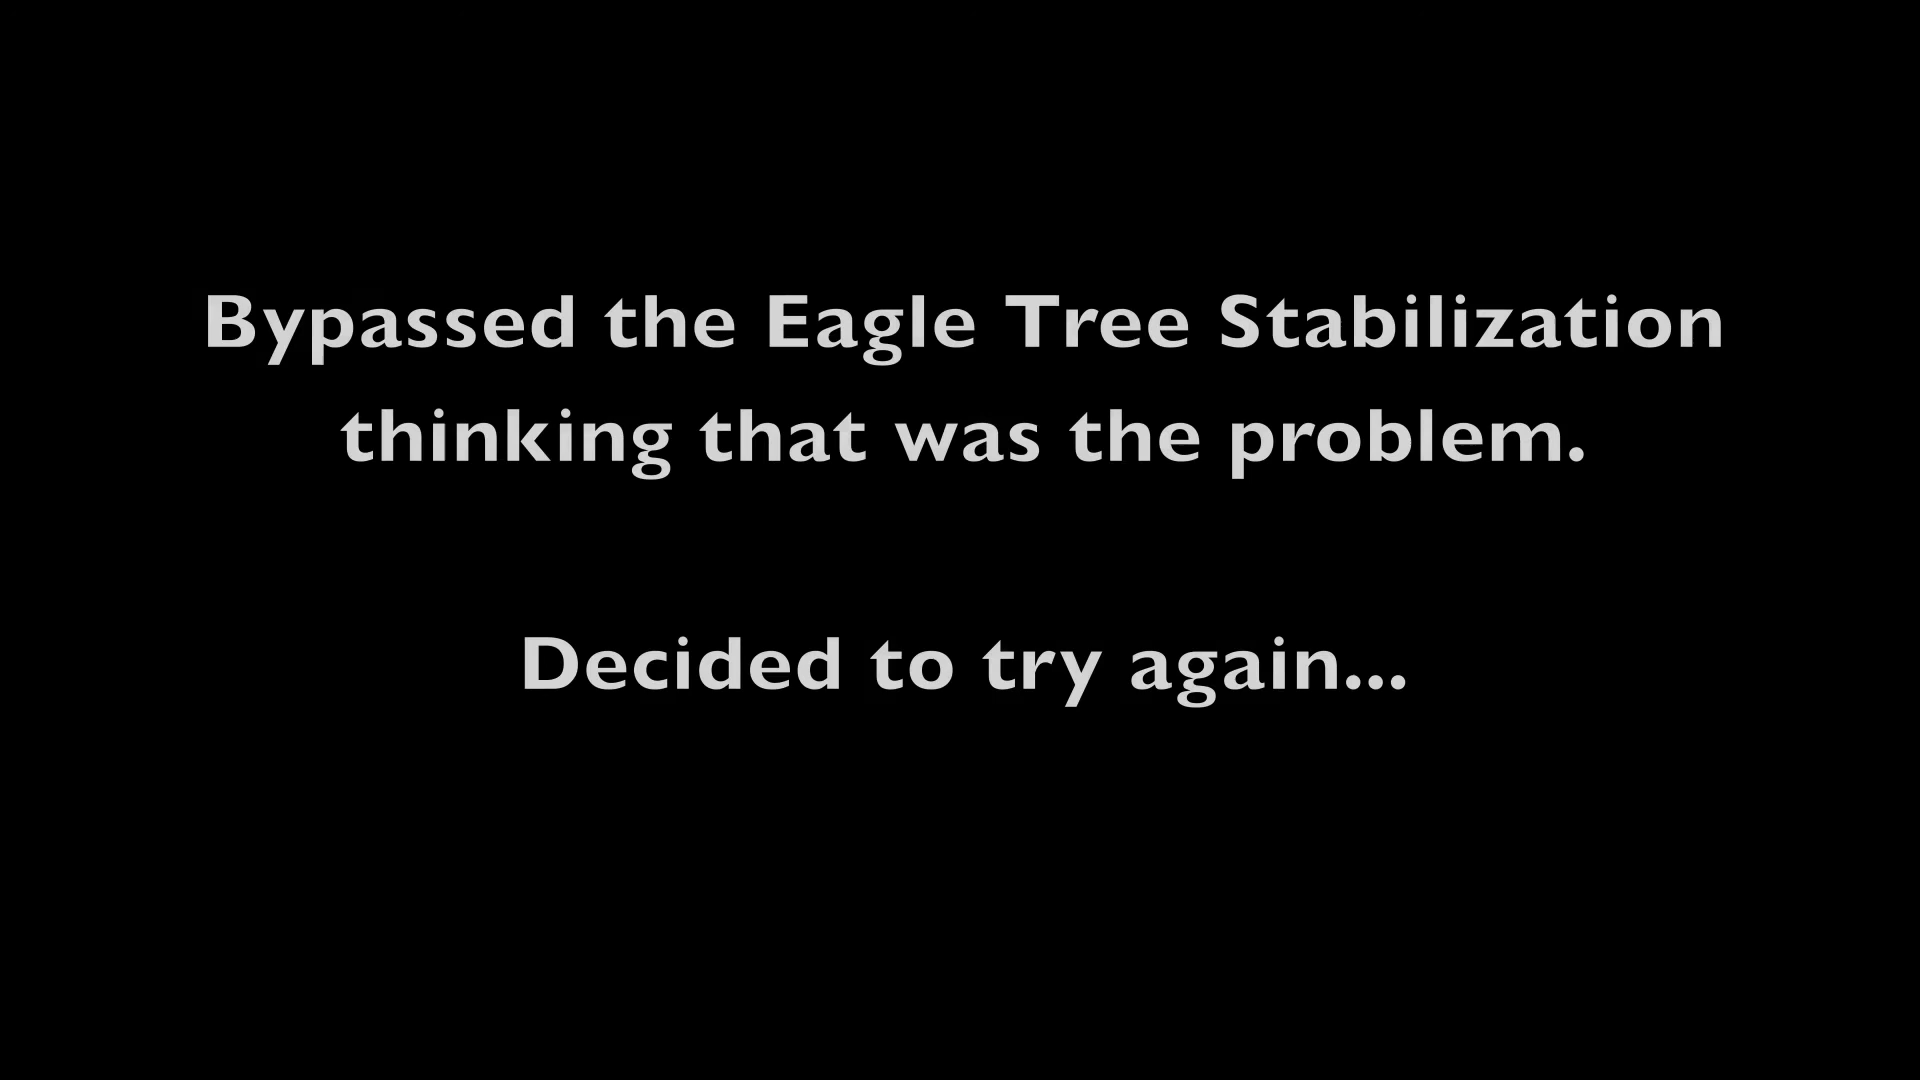 Bypassed the Eagle Tree Stabilization
thinking that was the problem.
Decided to try again...